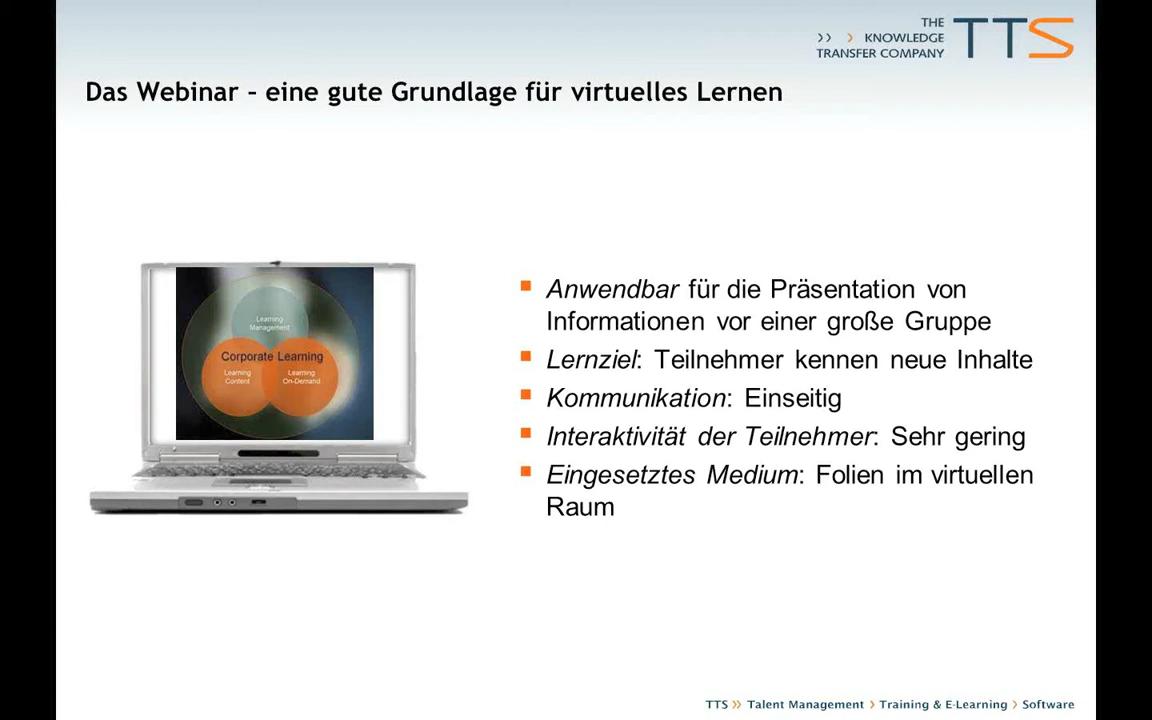 THE
KNOWLEDGE
TRANSFER COMPANY
TTS
Das Webinar – eine gute Grundlage für virtuelles Lernen
Learning
Management
Corporate Learning
Learning
Content
Learning
On-Demand
Anwendbar für die Präsentation von
Informationen vor einer große Gruppe
Lernziel: Teilnehmer kennen neue Inhalte
Kommunikation: Einseitig
Interaktivität der Teilnehmer: Sehr gering
Eingesetztes Medium: Folien im virtuellen
Raum
TTS >> Talent Management > Training & E-Learning > Software